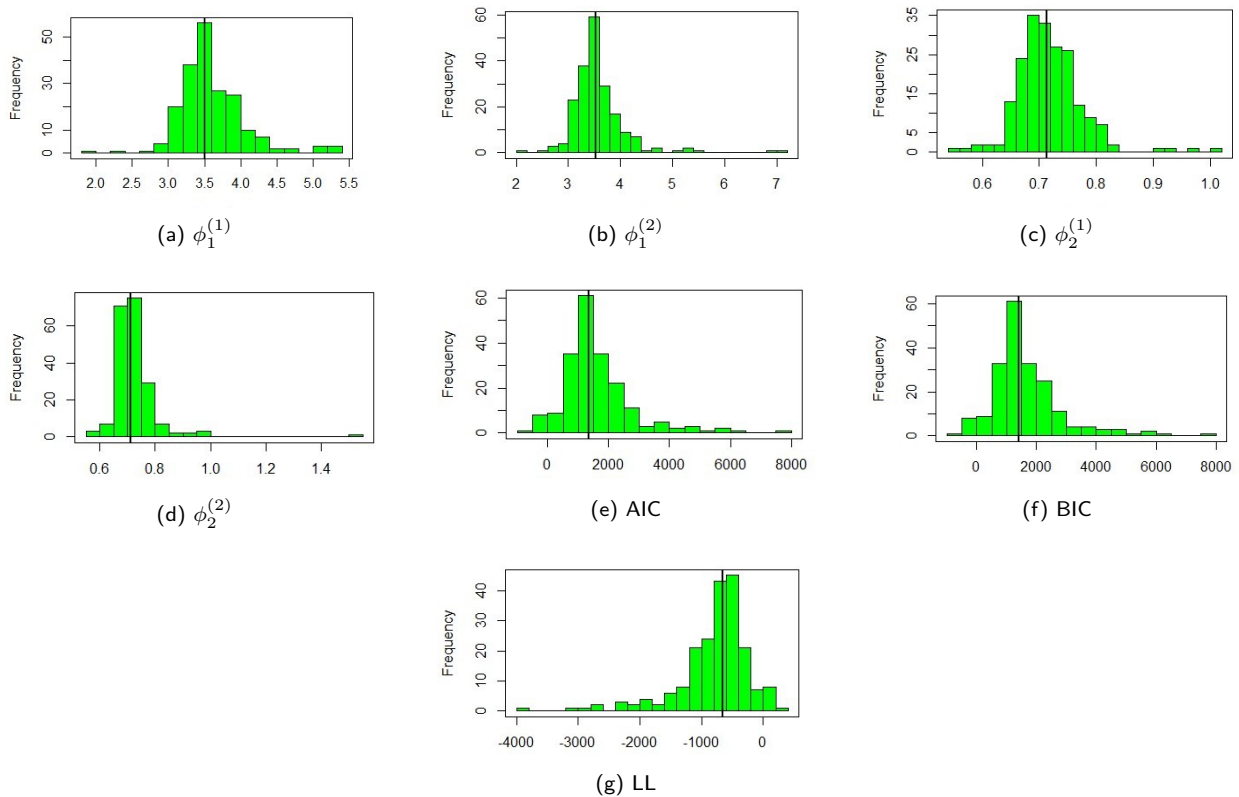 Frequency
0 10 30 50
2.0 2.5 3.0 3.5 4.0 4.5 5.0 5.5
(a) ϕ₁⁽¹⁾
Frequency
0 20 40 60
2 3 4 5 6 7
(b) ϕ₁⁽²⁾
Frequency
0 5 15 25 35
0.6 0.7 0.8 0.9 1.0
(c) ϕ₂⁽¹⁾
Frequency
0 20 40 60
0.6 0.8 1.0 1.2 1.4
(d) ϕ₂⁽²⁾
Frequency
0 20 40 60
0 2000 4000 6000 8000
(e) AIC
Frequency
0 20 40 60
0 2000 4000 6000 8000
(f) BIC
Frequency
0 10 20 30 40
-4000 -3000 -2000 -1000 0
(g) LL